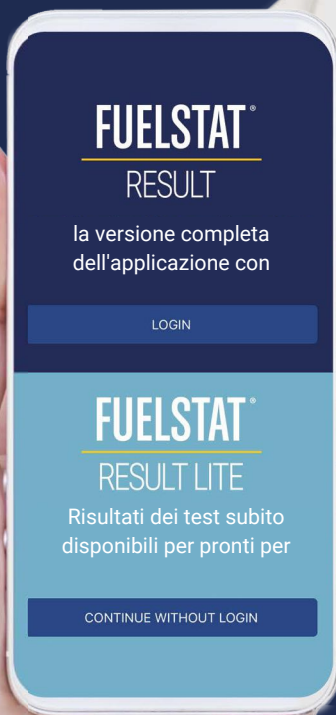 FUELSTAT®
RESULT
la versione completa
dell'applicazione con
LOGIN
FUELSTAT®
RESULT LITE
Risultati dei test subito
disponibili per pronti per
CONTINUE WITHOUT LOGIN